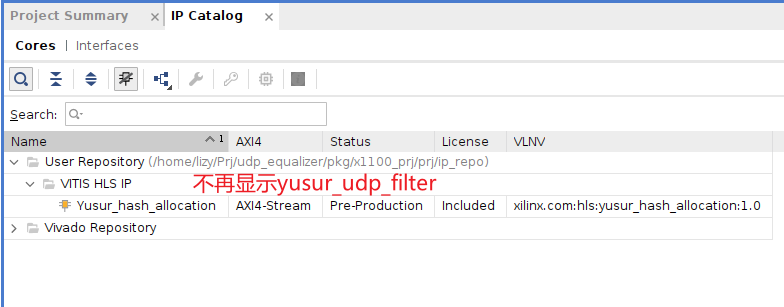 Project Summary × IP Catalog ×
Cores | Interfaces
Search:
Name 1 AXI4 Status License VLNV
User Repository (/home/lizy/Prj/udp_equalizer/pkg/x1100_prj/prj/ip_repo)
VITIS HLS IP 不再显示yusur_udp_filter
Yusur_hash_allocation AXI4-Stream Pre-Production Included xilinx.com:hls:yusur_hash_allocation:1.0
Vivado Repository